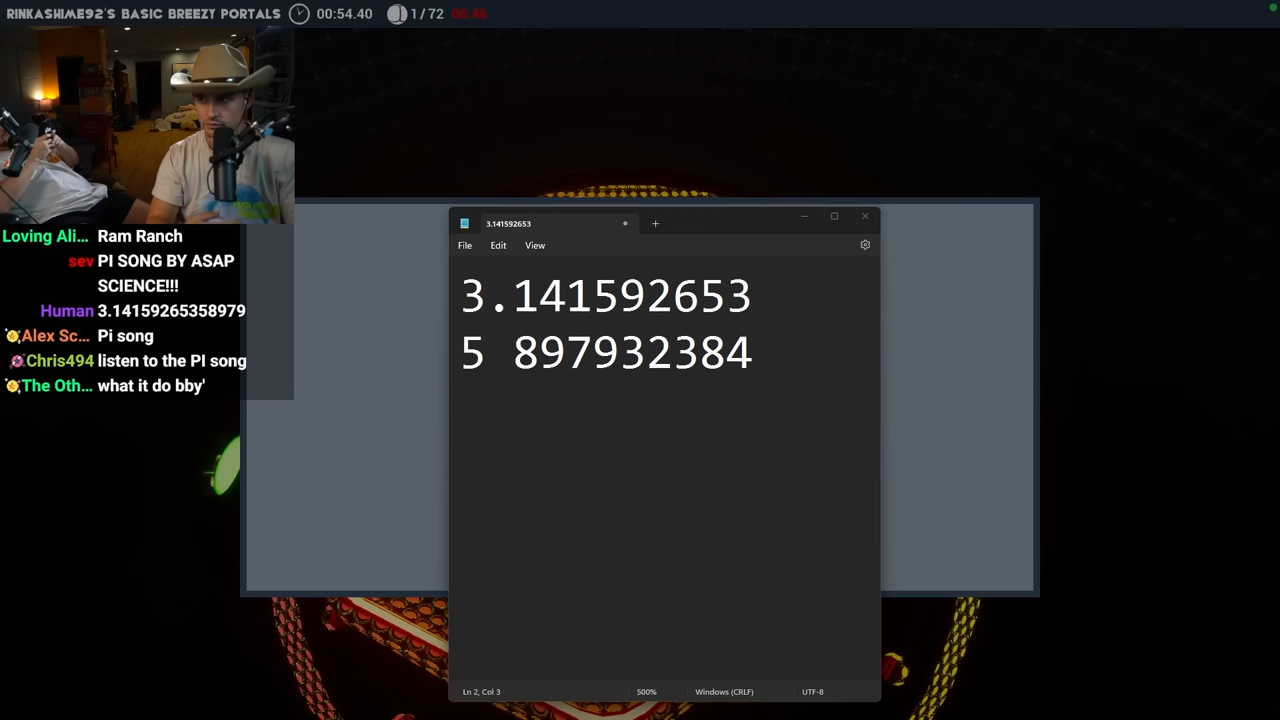 RINKASHIME92'S BASIC BREEZY PORTALS 00:54.40 1 / 72 00:46
Loving Ali... Ram Ranch
sev PI SONG BY ASAP
SCIENCE!!!
Human 3.14159265358979
Alex Sc... Pi song
Chris494 listen to the PI song
The Oth... what it do bby'
3.141592653
File Edit View
3.141592653
5 897932384
Ln 2, Col 3 500% Windows (CRLF) UTF-8